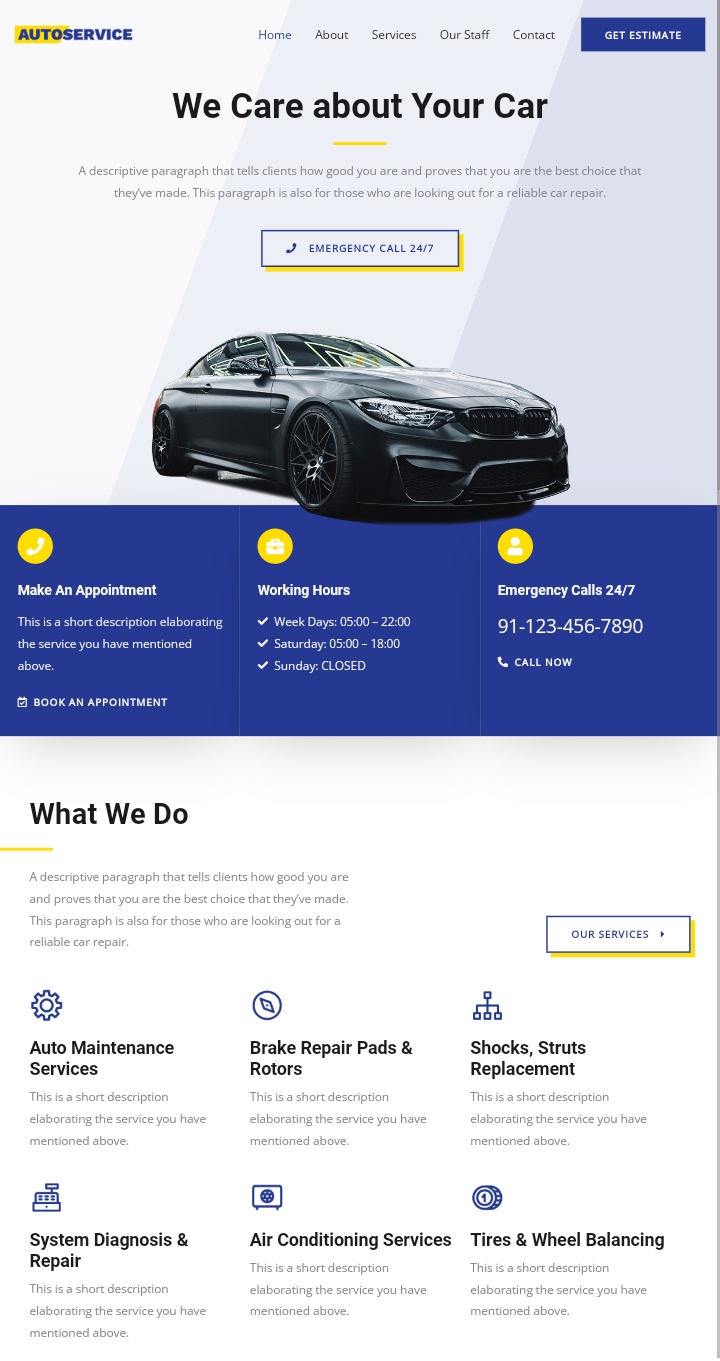 AUTOSERVICE
Home
About
Services
Our Staff
Contact
GET ESTIMATE
We Care about Your Car
A descriptive paragraph that tells clients how good you are and proves that you are the best choice that
they've made. This paragraph is also for those who are looking out for a reliable car repair.
EMERGENCY CALL 24/7
Make An Appointment
This is a short description elaborating
the service you have mentioned
above.
BOOK AN APPOINTMENT
Working Hours
Week Days: 05:00 – 22:00
Saturday: 05:00 – 18:00
Sunday: CLOSED
Emergency Calls 24/7
91-123-456-7890
CALL NOW
What We Do
A descriptive paragraph that tells clients how good you are
and proves that you are the best choice that they've made.
This paragraph is also for those who are looking out for a
reliable car repair.
OUR SERVICES
Auto Maintenance
Services
This is a short description
elaborating the service you have
mentioned above.
Brake Repair Pads &
Rotors
This is a short description
elaborating the service you have
mentioned above.
Shocks, Struts
Replacement
This is a short description
elaborating the service you have
mentioned above.
System Diagnosis &
Repair
This is a short description
elaborating the service you have
mentioned above.
Air Conditioning Services
This is a short description
elaborating the service you have
mentioned above.
Tires & Wheel Balancing
This is a short description
elaborating the service you have
mentioned above.